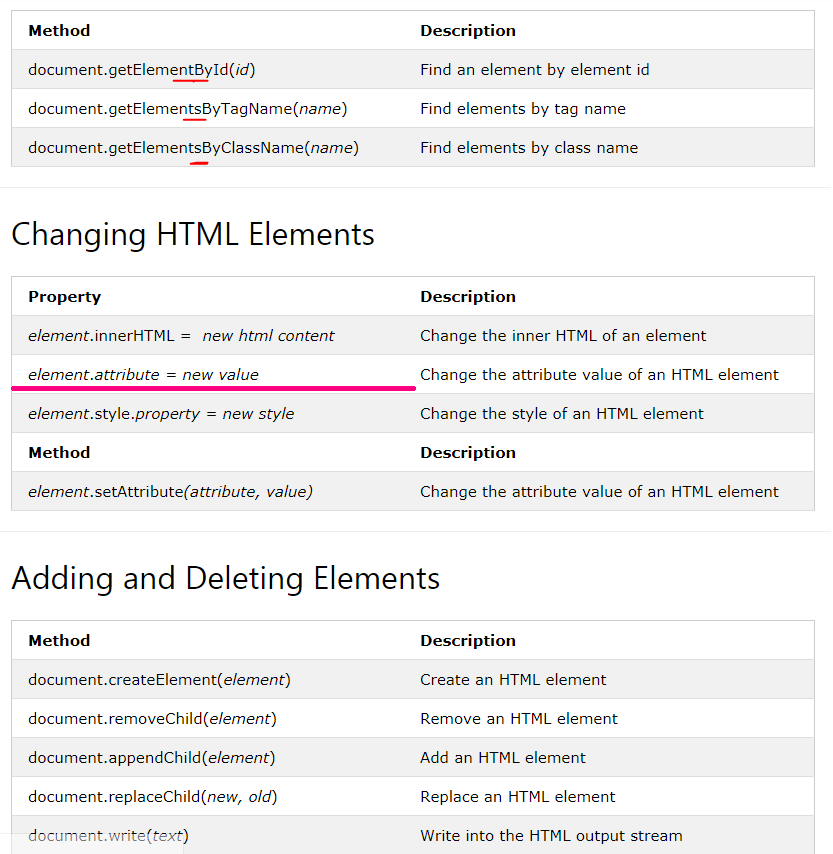 Method Description
document.getElementById(id) Find an element by element id
document.getElementsByTagName(name) Find elements by tag name
document.getElementsByClassName(name) Find elements by class name
Changing HTML Elements
Property Description
element.innerHTML = new html content Change the inner HTML of an element
element.attribute = new value Change the attribute value of an HTML element
element.style.property = new style Change the style of an HTML element
Method Description
element.setAttribute(attribute, value) Change the attribute value of an HTML element
Adding and Deleting Elements
Method Description
document.createElement(element) Create an HTML element
document.removeChild(element) Remove an HTML element
document.appendChild(element) Add an HTML element
document.replaceChild(new, old) Replace an HTML element
document.write(text) Write into the HTML output stream